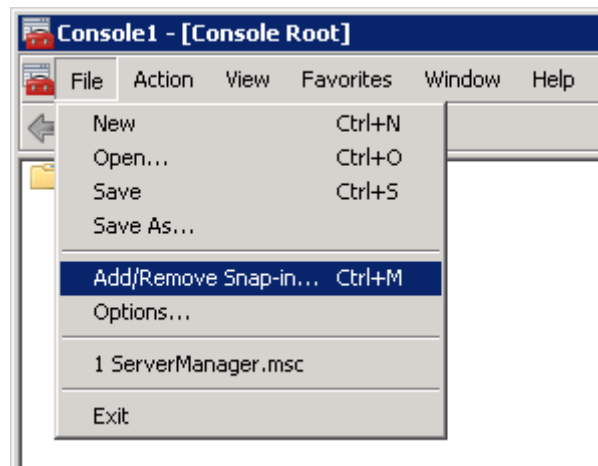 Console1 - [Console Root]
File Action View Favorites Window Help
New Ctrl+N
Open... Ctrl+O
Save Ctrl+S
Save As...
Add/Remove Snap-in... Ctrl+M
Options...
1 ServerManager.msc
Exit